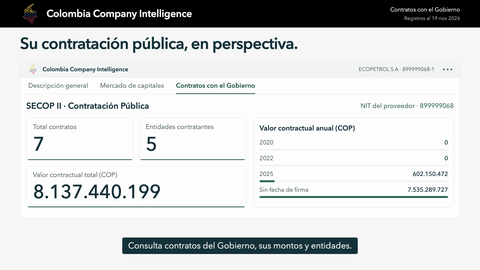 Colombia Company Intelligence
Contratos con el Gobierno
Registros al 19 nov 2026
Su contratación pública, en perspectiva.
Colombia Company Intelligence
ECOPETROL S A · 899999068-1
Descripción general
Mercado de capitales
Contratos con el Gobierno
SECOP II · Contratación Pública
NIT del proveedor · 899999068
Total contratos
7
Entidades contratantes
5
Valor contractual total (COP)
8.137.440.199
Valor contractual anual (COP)
2020 0
2022 0
2025 602.150.472
Sin fecha de firma 7.535.289.727
Consulta contratos del Gobierno, sus montos y entidades.